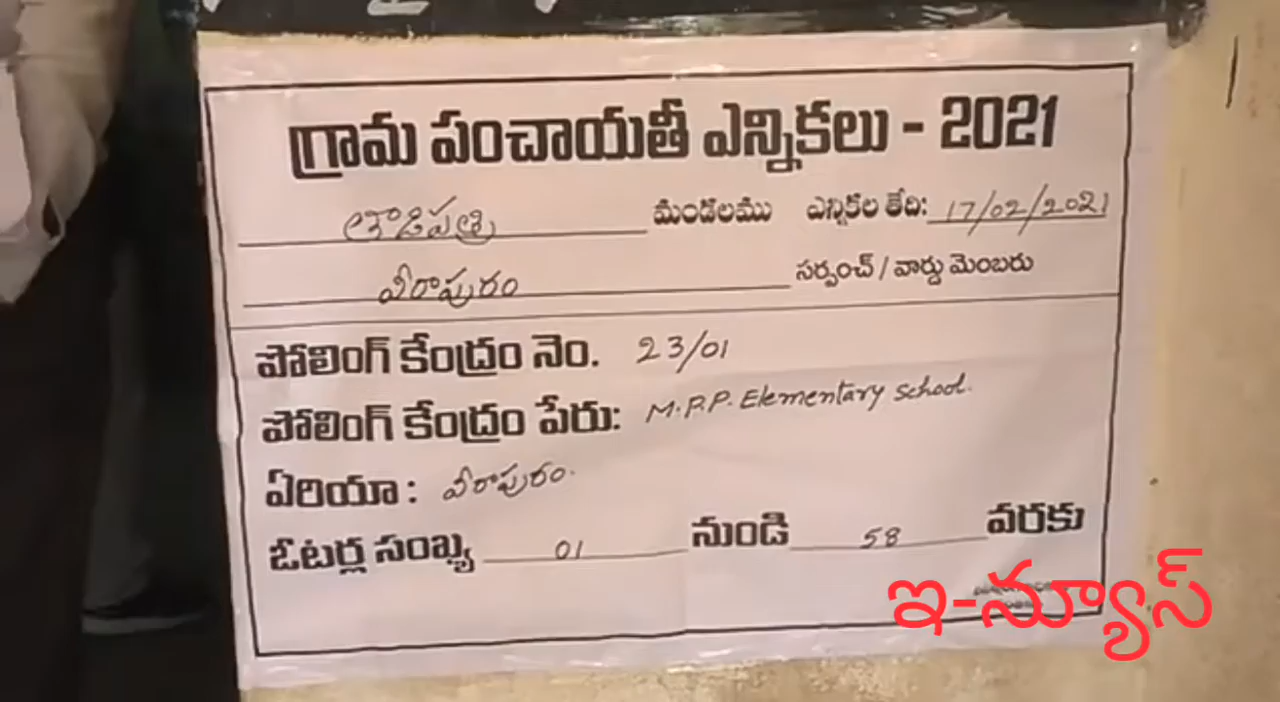 గ్రామ పంచాయతీ ఎన్నికలు - 2021
తాడిపత్రి మండలము ఎన్నికల తేది: 17/02/2021
వీరాపురం సర్పంచ్ / వార్డు మెంబరు
పోలింగ్ కేంద్రం నెం. 23/01
పోలింగ్ కేంద్రం పేరు: M.P.P. Elementary School.
ఏరియా : వీరాపురం.
ఓటర్ల సంఖ్య 01 నుండి 58 వరకు
ఇ-న్యూస్